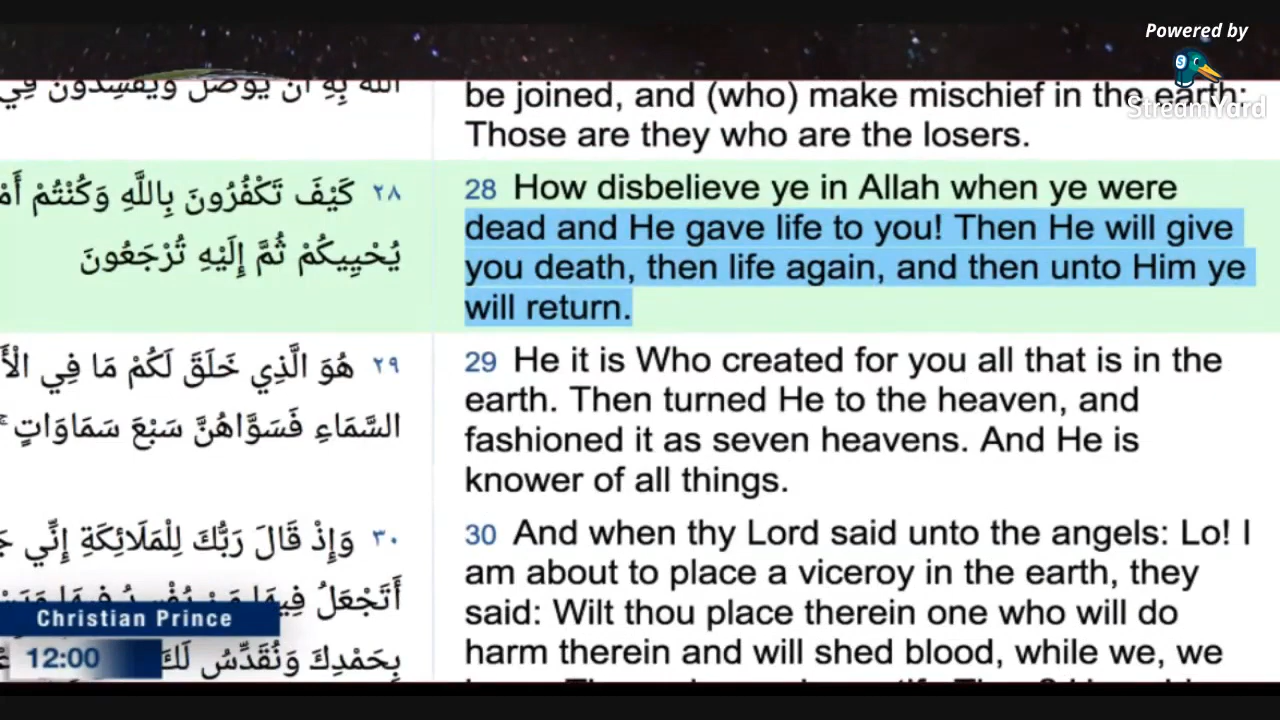 Powered by
StreamYard
be joined, and (who) make mischief in the earth:
Those are they who are the losers.
28 How disbelieve ye in Allah when ye were
dead and He gave life to you! Then He will give
you death, then life again, and then unto Him ye
will return.
29 He it is Who created for you all that is in the
earth. Then turned He to the heaven, and
fashioned it as seven heavens. And He is
knower of all things.
30 And when thy Lord said unto the angels: Lo! I
am about to place a viceroy in the earth, they
said: Wilt thou place therein one who will do
harm therein and will shed blood, while we, we
اللَّهُ بِهِ أَنْ يُوصَلَ وَيُفْسِدُونَ فِي
٢٨ كَيْفَ تَكْفُرُونَ بِاللَّهِ وَكُنْتُمْ
يُحْيِيكُمْ ثُمَّ إِلَيْهِ تُرْجَعُونَ
٢٩ هُوَ الَّذِي خَلَقَ لَكُمْ مَا فِي
السَّمَاءِ فَسَوَّاهُنَّ سَبْعَ سَمَاوَاتٍ
٣٠ وَإِذْ قَالَ رَبُّكَ لِلْمَلَائِكَةِ إِنِّي
أَتَجْعَلُ فِيهَا
بِحَمْدِكَ وَنُقَدِّسُ لَكَ
Christian Prince
12:00